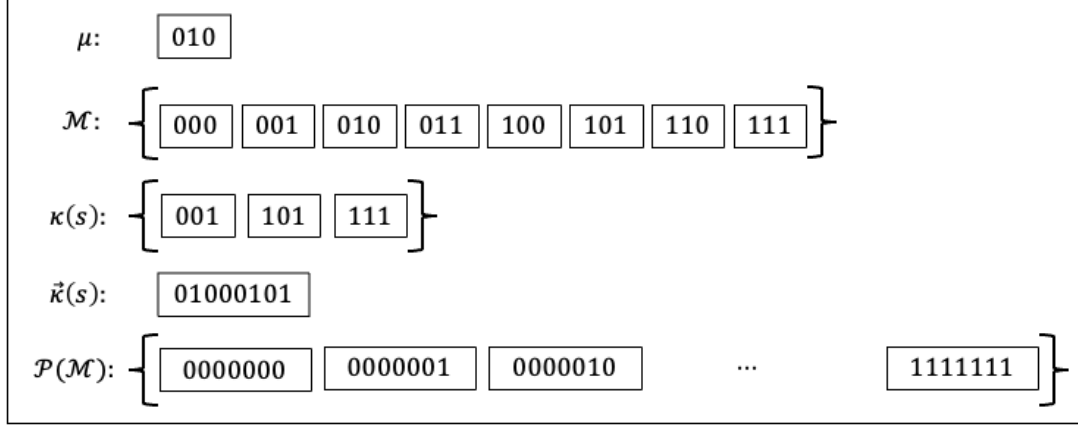 μ: 010
ℳ: { 000 001 010 011 100 101 110 111 }
κ(s): { 001 101 111 }
κ⃗(s): 01000101
𝒫(ℳ): { 0000000 0000001 0000010 ... 1111111 }